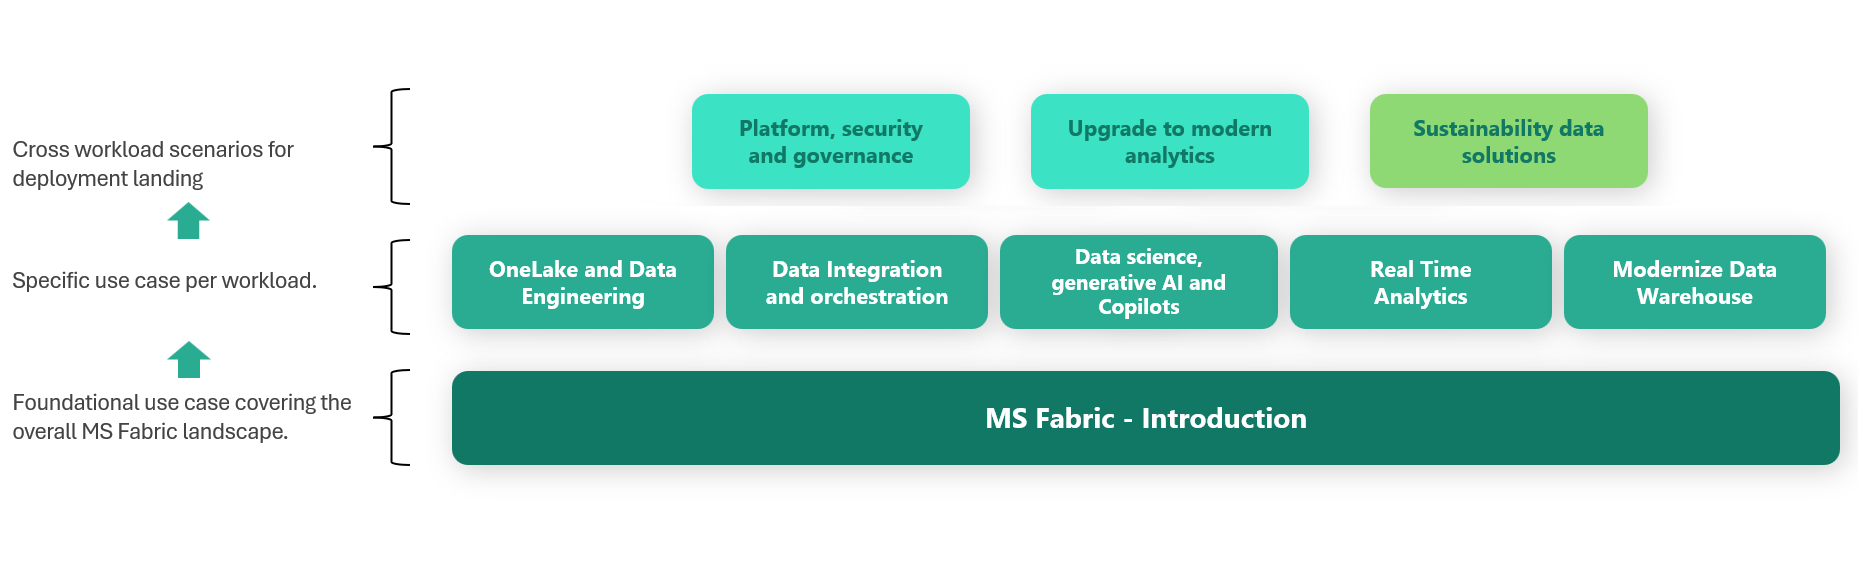 Cross workload scenarios for
deployment landing
Platform, security
and governance
Upgrade to modern
analytics
Sustainability data
solutions
Specific use case per workload.
OneLake and Data
Engineering
Data Integration
and orchestration
Data science,
generative AI and
Copilots
Real Time
Analytics
Modernize Data
Warehouse
Foundational use case covering the
overall MS Fabric landscape.
MS Fabric - Introduction